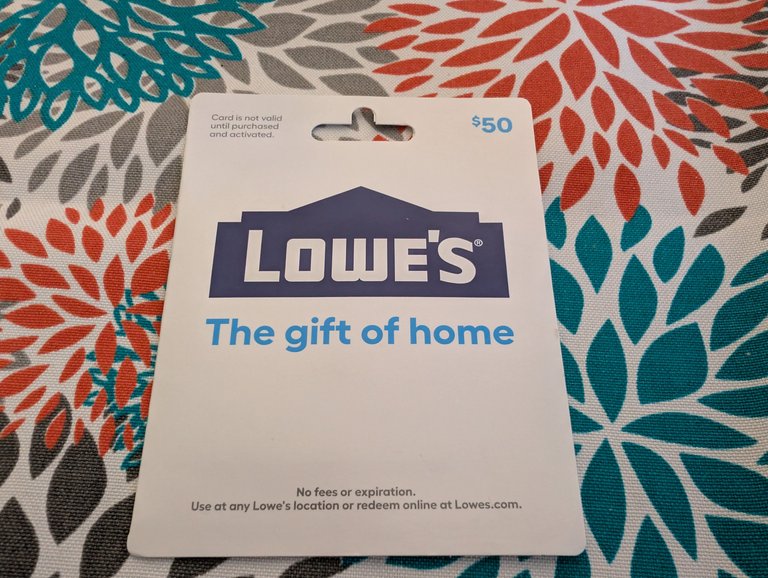 Card is not valid
until purchased
and activated.
$50
LOWE'S®
The gift of home
No fees or expiration.
Use at any Lowe's location or redeem online at Lowes.com.